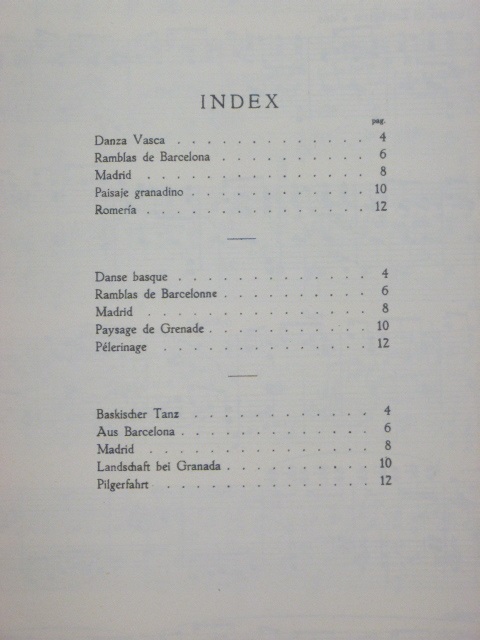 INDEX
pag.
Danza Vasca . . . . . . . . . . . . . 4
Ramblas de Barcelona . . . . . . . . . . 6
Madrid . . . . . . . . . . . . . . . 8
Paisaje granadino . . . . . . . . . . . . 10
Romería . . . . . . . . . . . . . . . 12
Danse basque . . . . . . . . . . . . . 4
Ramblas de Barcelonne . . . . . . . . . . 6
Madrid . . . . . . . . . . . . . . . 8
Paysage de Grenade . . . . . . . . . . . 10
Pélerinage . . . . . . . . . . . . . . 12
Baskischer Tanz . . . . . . . . . . . . 4
Aus Barcelona . . . . . . . . . . . . . 6
Madrid . . . . . . . . . . . . . . . 8
Landschaft bei Granada . . . . . . . . . . 10
Pilgerfahrt . . . . . . . . . . . . . . 12